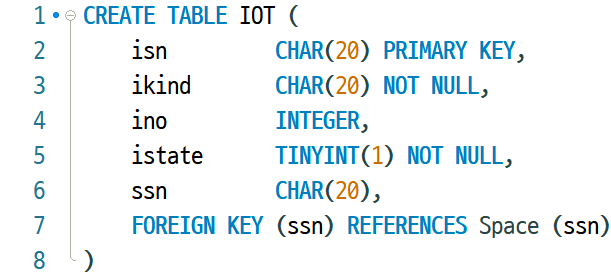 1 CREATE TABLE IOT (
2 isn CHAR(20) PRIMARY KEY,
3 ikind CHAR(20) NOT NULL,
4 ino INTEGER,
5 istate TINYINT(1) NOT NULL,
6 ssn CHAR(20),
7 FOREIGN KEY (ssn) REFERENCES Space (ssn)
8 )